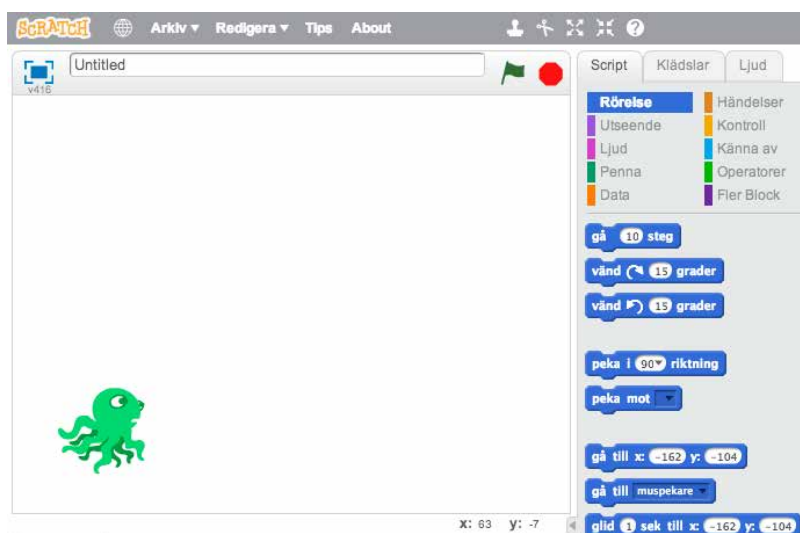 SCRATCH Arkiv Redigera Tips About
Untitled
v416
Script Klädslar Ljud
Rörelse Händelser
Utseende Kontroll
Ljud Känna av
Penna Operatorer
Data Fler Block
gå 10 steg
vänd 15 grader
vänd 15 grader
peka i 90 riktning
peka mot
gå till x: -162 y: -104
gå till muspekare
glid 1 sek till x: -162 y: -104
x: 63 y: -7